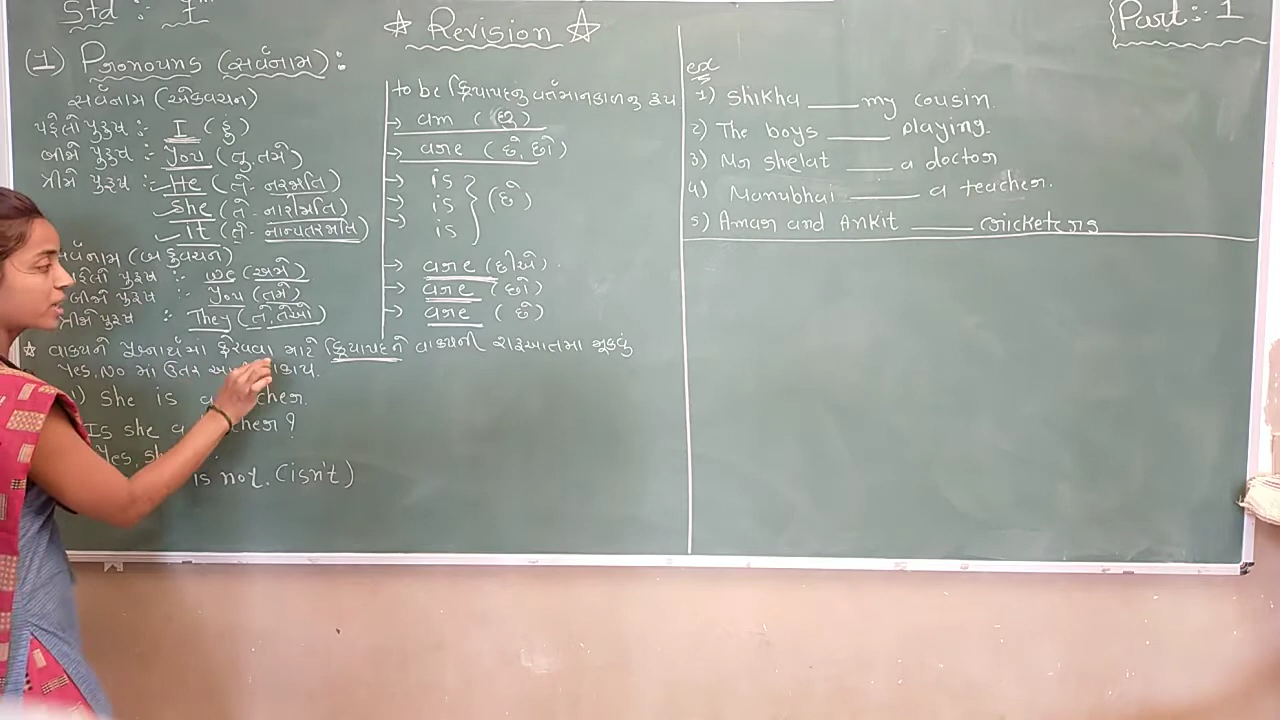 Std :
☆ Revision ☆
Part : 1
(1) Pronouns (સર્વનામ) :
સર્વનામ (એકવચન)
to be ક્રિયાપદનુ વર્તમાનકાળનુ રૂપ
પહેલો પુરુષ :- I (હું)
→ am (છુ)
બીજો પુરુષ :- You (તુ, તમે)
→ are (છે, છો)
ત્રીજો પુરુષ :- He (તે - નરજાતિ)
→ is
she (તે - નારીજાતિ)
→ is } (છે)
it (તે - નાન્યતરજાતિ)
→ is
સર્વનામ (બહુવચન)
પહેલો પુરુષ :- we (અમે)
→ are (છીએ).
બીજો પુરુષ :- You (તમે)
→ are (છો)
ત્રીજો પુરુષ : They (તે, તેઓ)
→ are (છે)
☆ વાક્યને પ્રશ્નાર્થમાં ફેરવવા માટે ક્રિયાપદને વાક્યની શરૂઆતમા મૂકવું
Yes, No માં ઉતર
1) She is a
Is she a
Yes, sh
is not. (isn't)
ex
1) Shikha ____ my cousin.
2) The boys ____ playing.
3) Mr shelat ____ a doctor
4) Manubhai ____ a teacher.
5) Amar and Ankit ____ cricketers